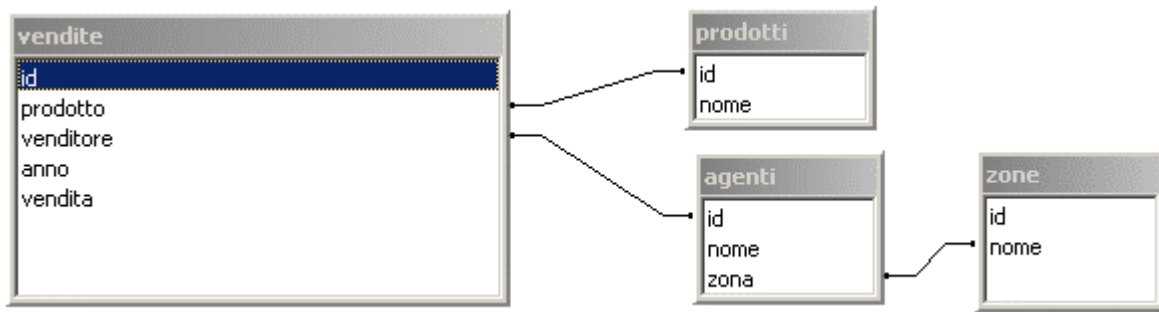 vendite
id
prodotto
venditore
anno
vendita
prodotti
id
nome
agenti
id
nome
zona
zone
id
nome